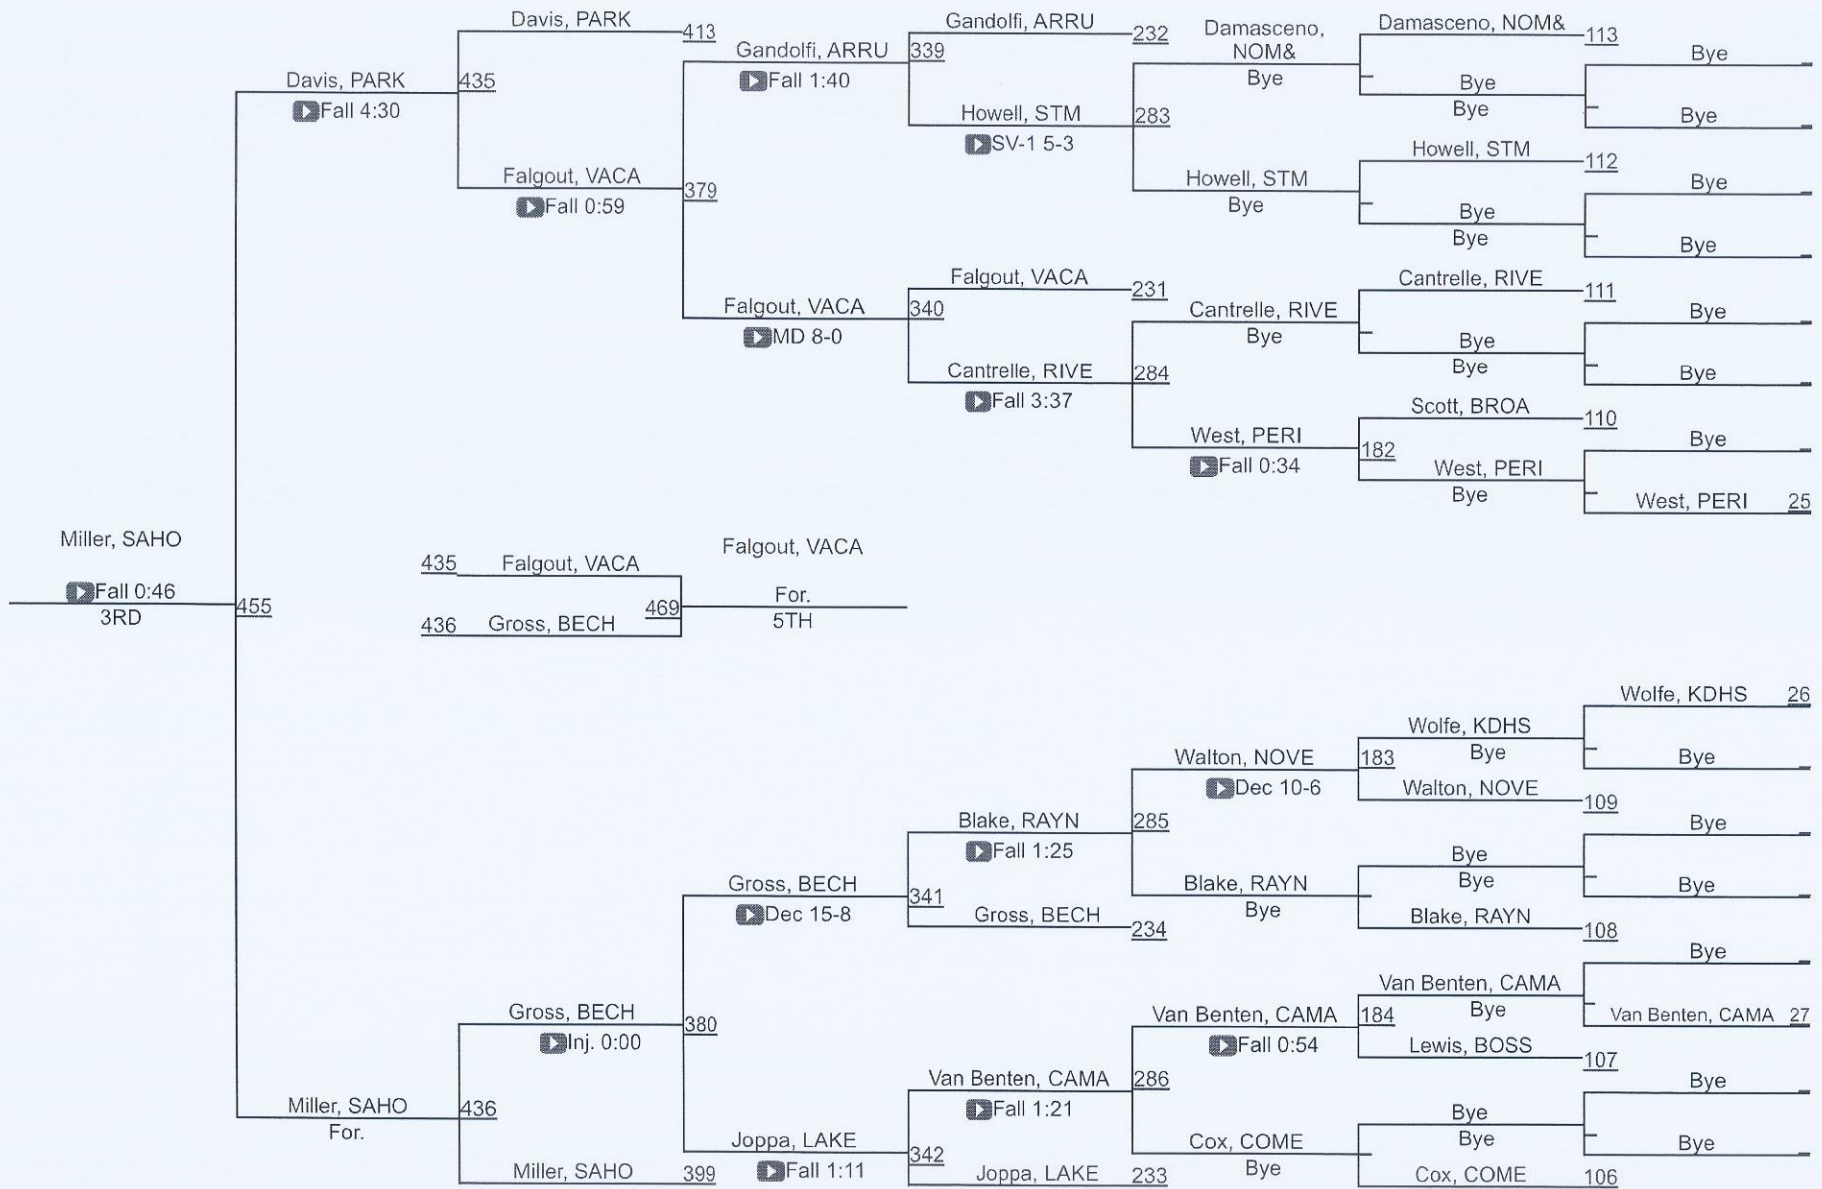 Davis, PARK
413
Gandolfi, ARRU
232
Damasceno, NOM&
113
Damasceno,
NOM&
Bye
Bye
Gandolfi, ARRU
339
Fall 1:40
Davis, PARK
435
Fall 4:30
Bye
Bye
Bye
Howell, STM
283
SV-1 5-3
Howell, STM
112
Falgout, VACA
379
Fall 0:59
Howell, STM
Bye
Bye
Bye
Bye
Bye
Falgout, VACA
231
Cantrelle, RIVE
111
Falgout, VACA
340
MD 8-0
Cantrelle, RIVE
Bye
Bye
Bye
Bye
Bye
Cantrelle, RIVE
284
Fall 3:37
Scott, BROA
110
West, PERI
182
Fall 0:34
Bye
West, PERI
Bye
West, PERI
25
Miller, SAHO
Fall 0:46
3RD
455
435
Falgout, VACA
Falgout, VACA
469
For.
5TH
436
Gross, BECH
Wolfe, KDHS
26
Wolfe, KDHS
Bye
Bye
Walton, NOVE
183
Dec 10-6
Walton, NOVE
109
Blake, RAYN
285
Fall 1:25
Bye
Bye
Bye
Bye
Gross, BECH
341
Dec 15-8
Blake, RAYN
Bye
Gross, BECH
234
Blake, RAYN
108
Bye
Gross, BECH
380
Inj. 0:00
Van Benten, CAMA
184
Fall 0:54
Van Benten, CAMA
Bye
Van Benten, CAMA
27
Lewis, BOSS
107
Van Benten, CAMA
286
Fall 1:21
Bye
Miller, SAHO
436
For.
Bye
Bye
Bye
Joppa, LAKE
342
Fall 1:11
Cox, COME
Bye
Miller, SAHO
399
Joppa, LAKE
233
Cox, COME
106